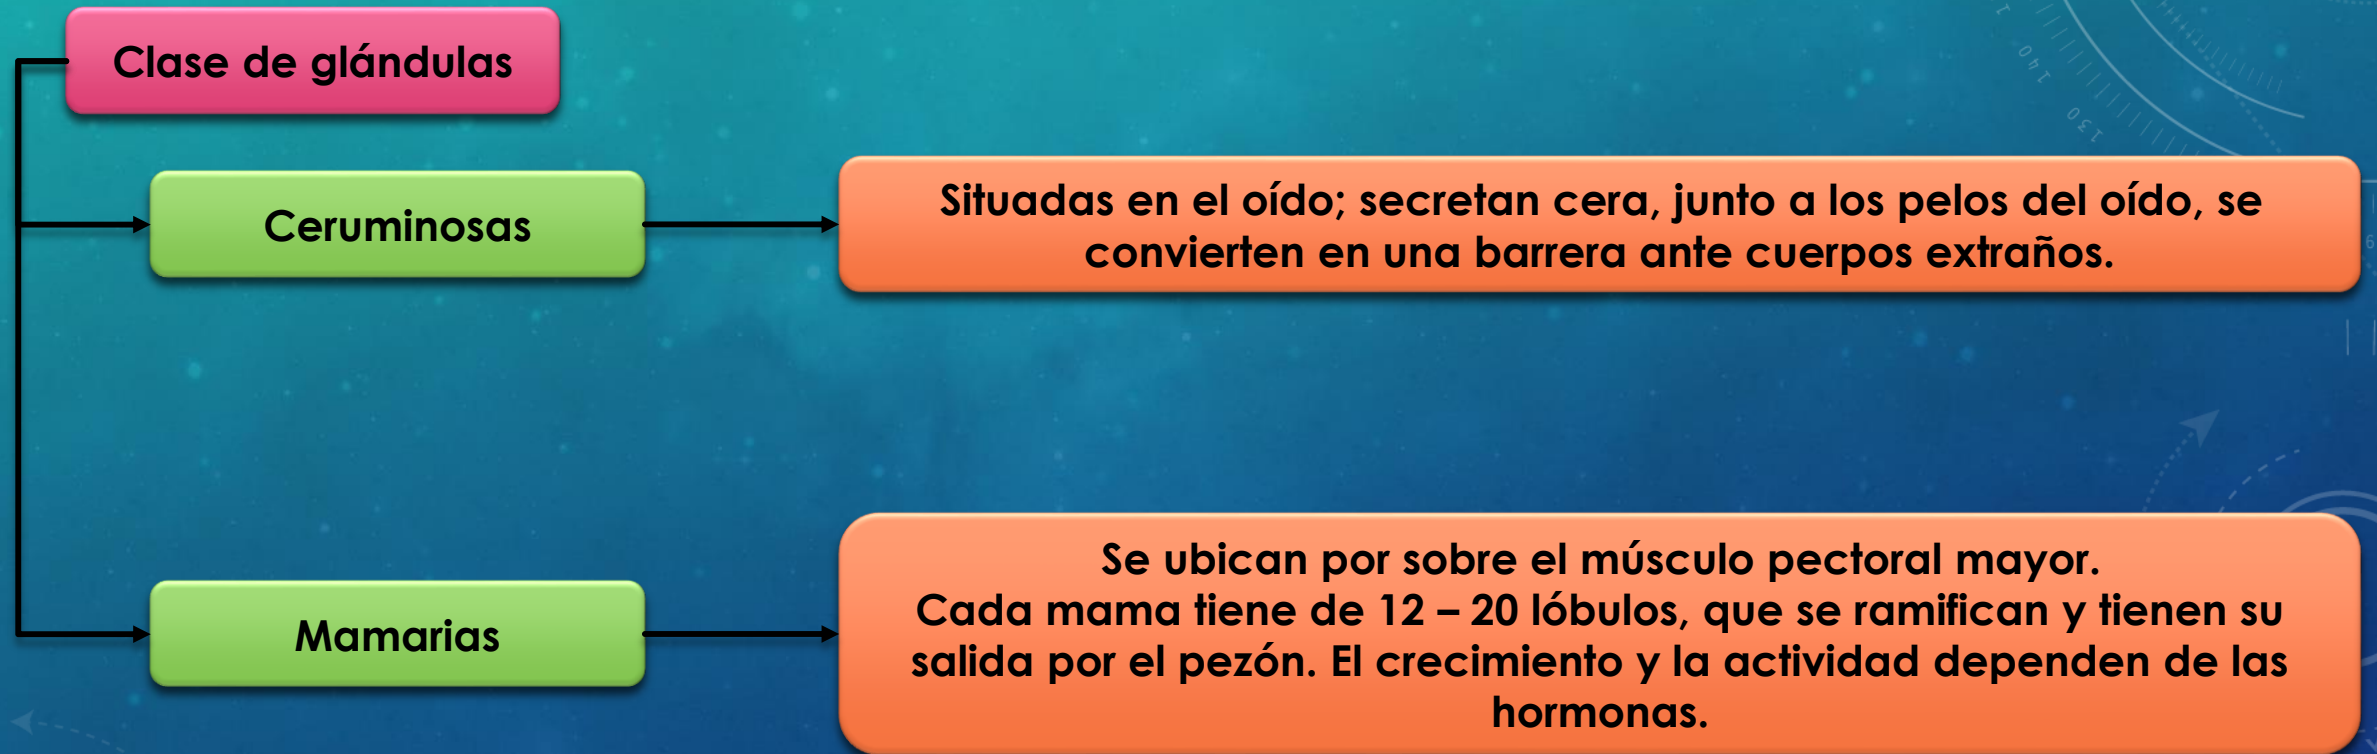 Clase de glándulas
Ceruminosas
Situadas en el oído; secretan cera, junto a los pelos del oído, se
convierten en una barrera ante cuerpos extraños.
Mamarias
Se ubican por sobre el músculo pectoral mayor.
Cada mama tiene de 12 – 20 lóbulos, que se ramifican y tienen su
salida por el pezón. El crecimiento y la actividad dependen de las
hormonas.
140
130